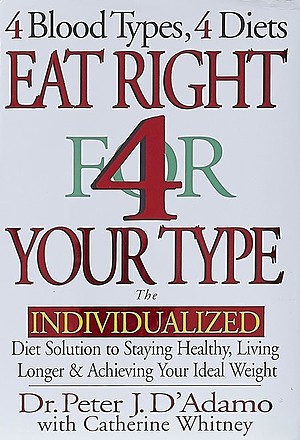 4 Blood Types, 4 Diets
EAT RIGHT
FOR
4
YOUR TYPE
The
INDIVIDUALIZED
Diet Solution to Staying Healthy, Living
Longer & Achieving Your Ideal Weight
Dr. Peter J. D'Adamo
with Catherine Whitney